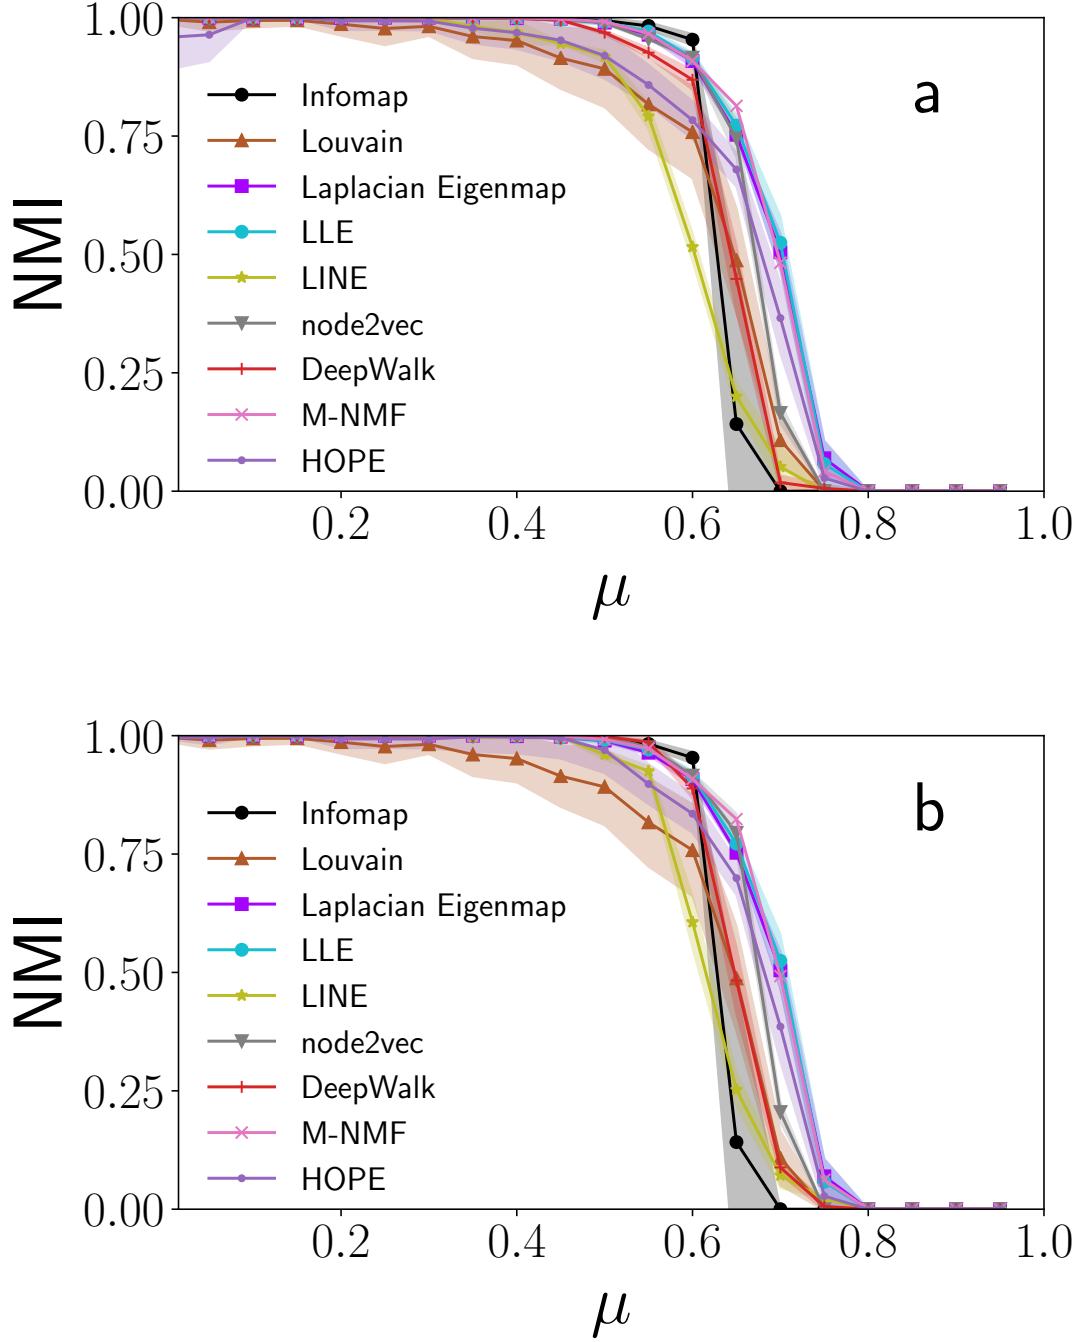 1.00
0.75
0.50
0.25
0.00
NMI
a
Infomap
Louvain
Laplacian Eigenmap
LLE
LINE
node2vec
DeepWalk
M-NMF
HOPE
0.2 0.4 0.6 0.8 1.0
μ
1.00
0.75
0.50
0.25
0.00
NMI
b
Infomap
Louvain
Laplacian Eigenmap
LLE
LINE
node2vec
DeepWalk
M-NMF
HOPE
0.2 0.4 0.6 0.8 1.0
μ